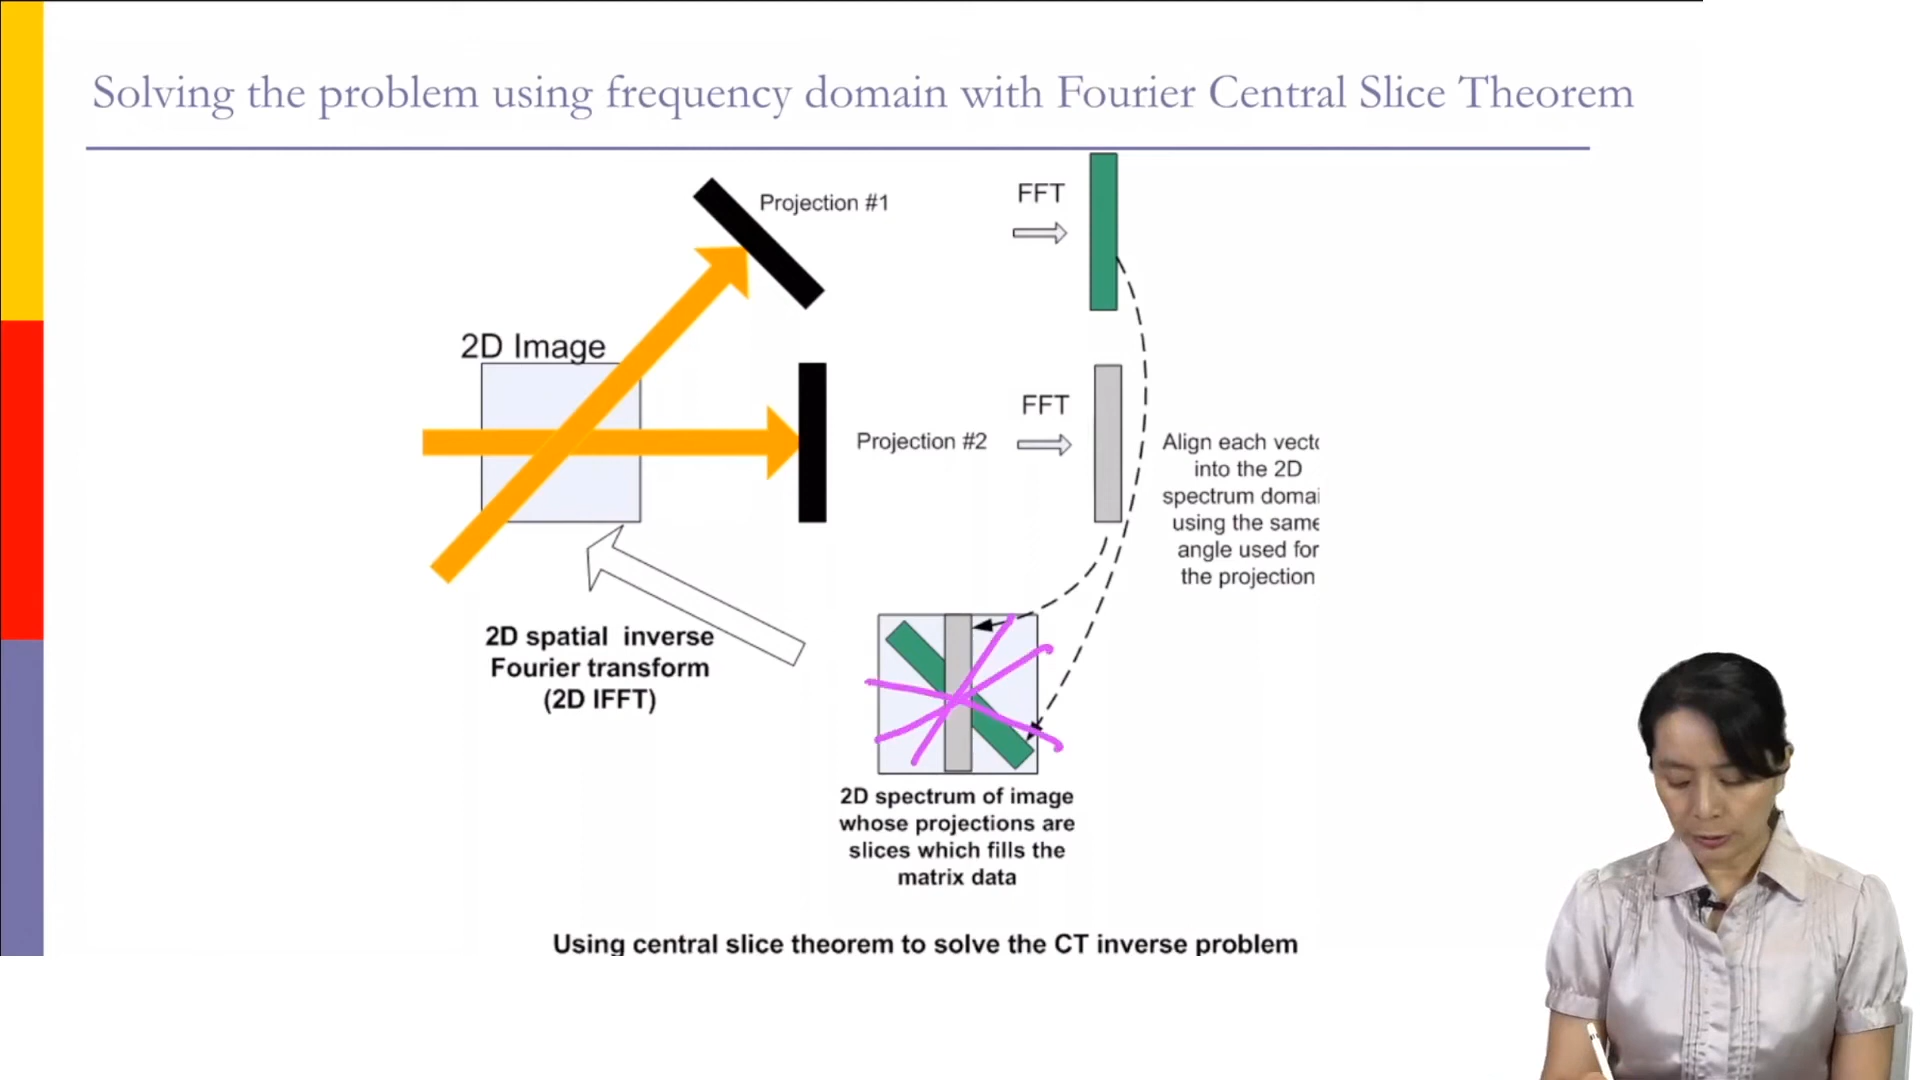 Solving the problem using frequency domain with Fourier Central Slice Theorem
Projection #1
FFT
2D Image
FFT
Projection #2
Align each vecto
into the 2D
spectrum domai
using the same
angle used for
the projection
2D spatial inverse
Fourier transform
(2D IFFT)
2D spectrum of image
whose projections are
slices which fills the
matrix data
Using central slice theorem to solve the CT inverse problem